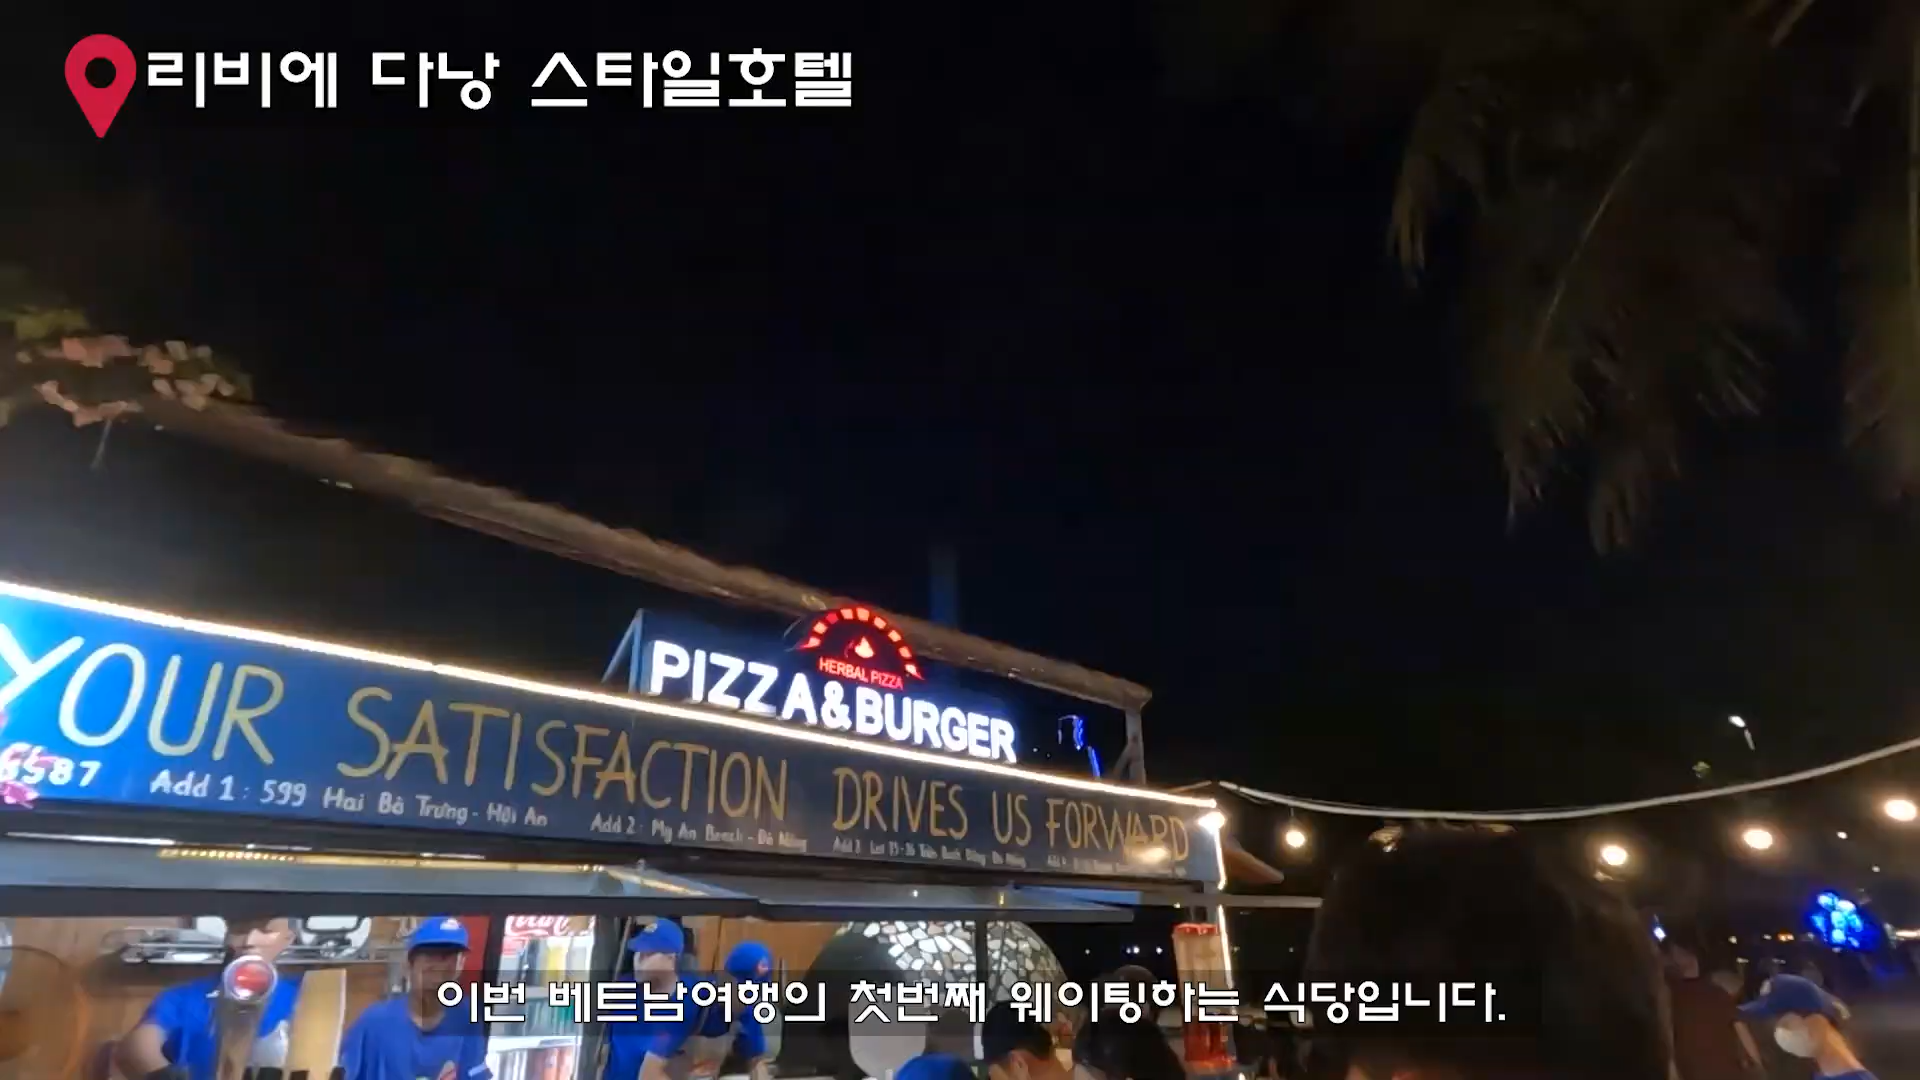 리비에 다낭 스타일호텔
HERBAL PIZZA
PIZZA&BURGER
YOUR SATISFACTION DRIVES US FORWARD
6587
Add 1: 599 Hai Bà Trưng - Hội An
Add 2: My An Beach - Đà Nẵng
Add 3
이번 베트남여행의 첫번째 웨이팅하는 식당입니다.